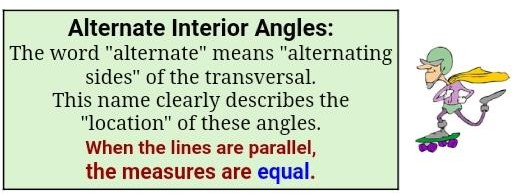 Alternate Interior Angles:
The word "alternate" means "alternating
sides" of the transversal.
This name clearly describes the
"location" of these angles.
When the lines are parallel,
the measures are equal.